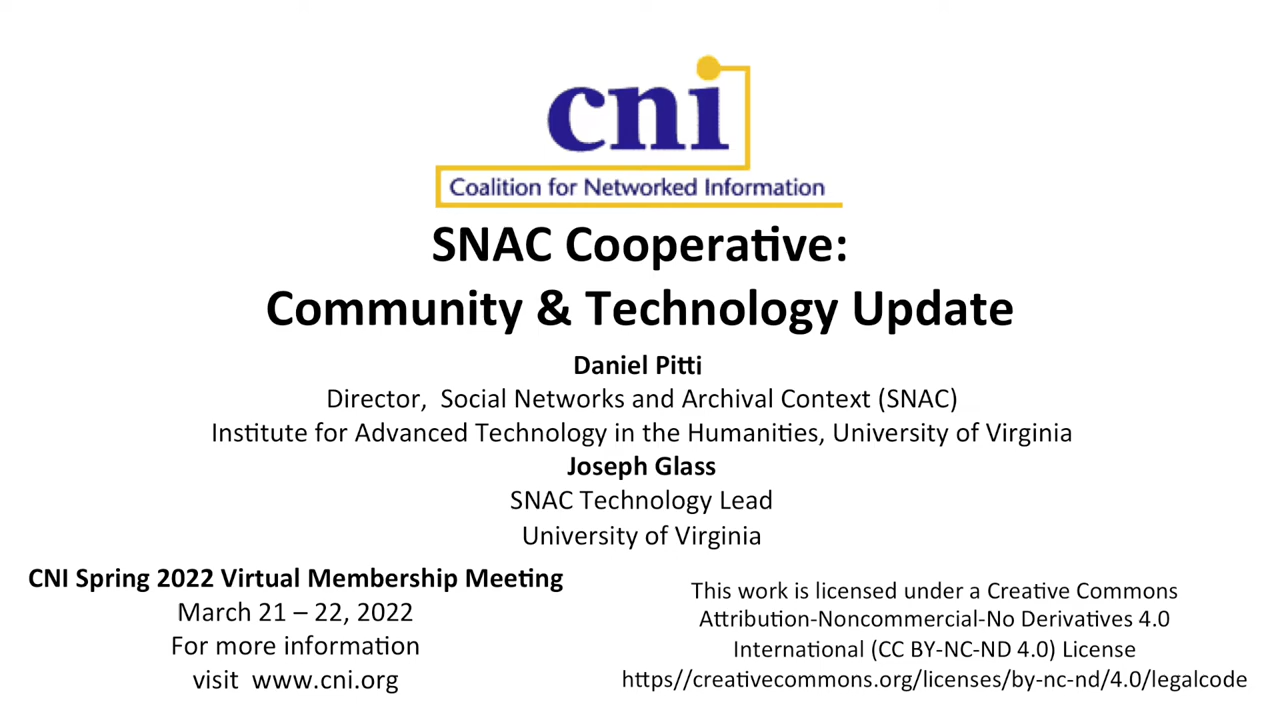 cni
Coalition for Networked Information
SNAC Cooperative:
Community & Technology Update
Daniel Pitti
Director, Social Networks and Archival Context (SNAC)
Institute for Advanced Technology in the Humanities, University of Virginia
Joseph Glass
SNAC Technology Lead
University of Virginia
CNI Spring 2022 Virtual Membership Meeting
March 21 – 22, 2022
For more information
visit www.cni.org
This work is licensed under a Creative Commons
Attribution-Noncommercial-No Derivatives 4.0
International (CC BY-NC-ND 4.0) License
https//creativecommons.org/licenses/by-nc-nd/4.0/legalcode